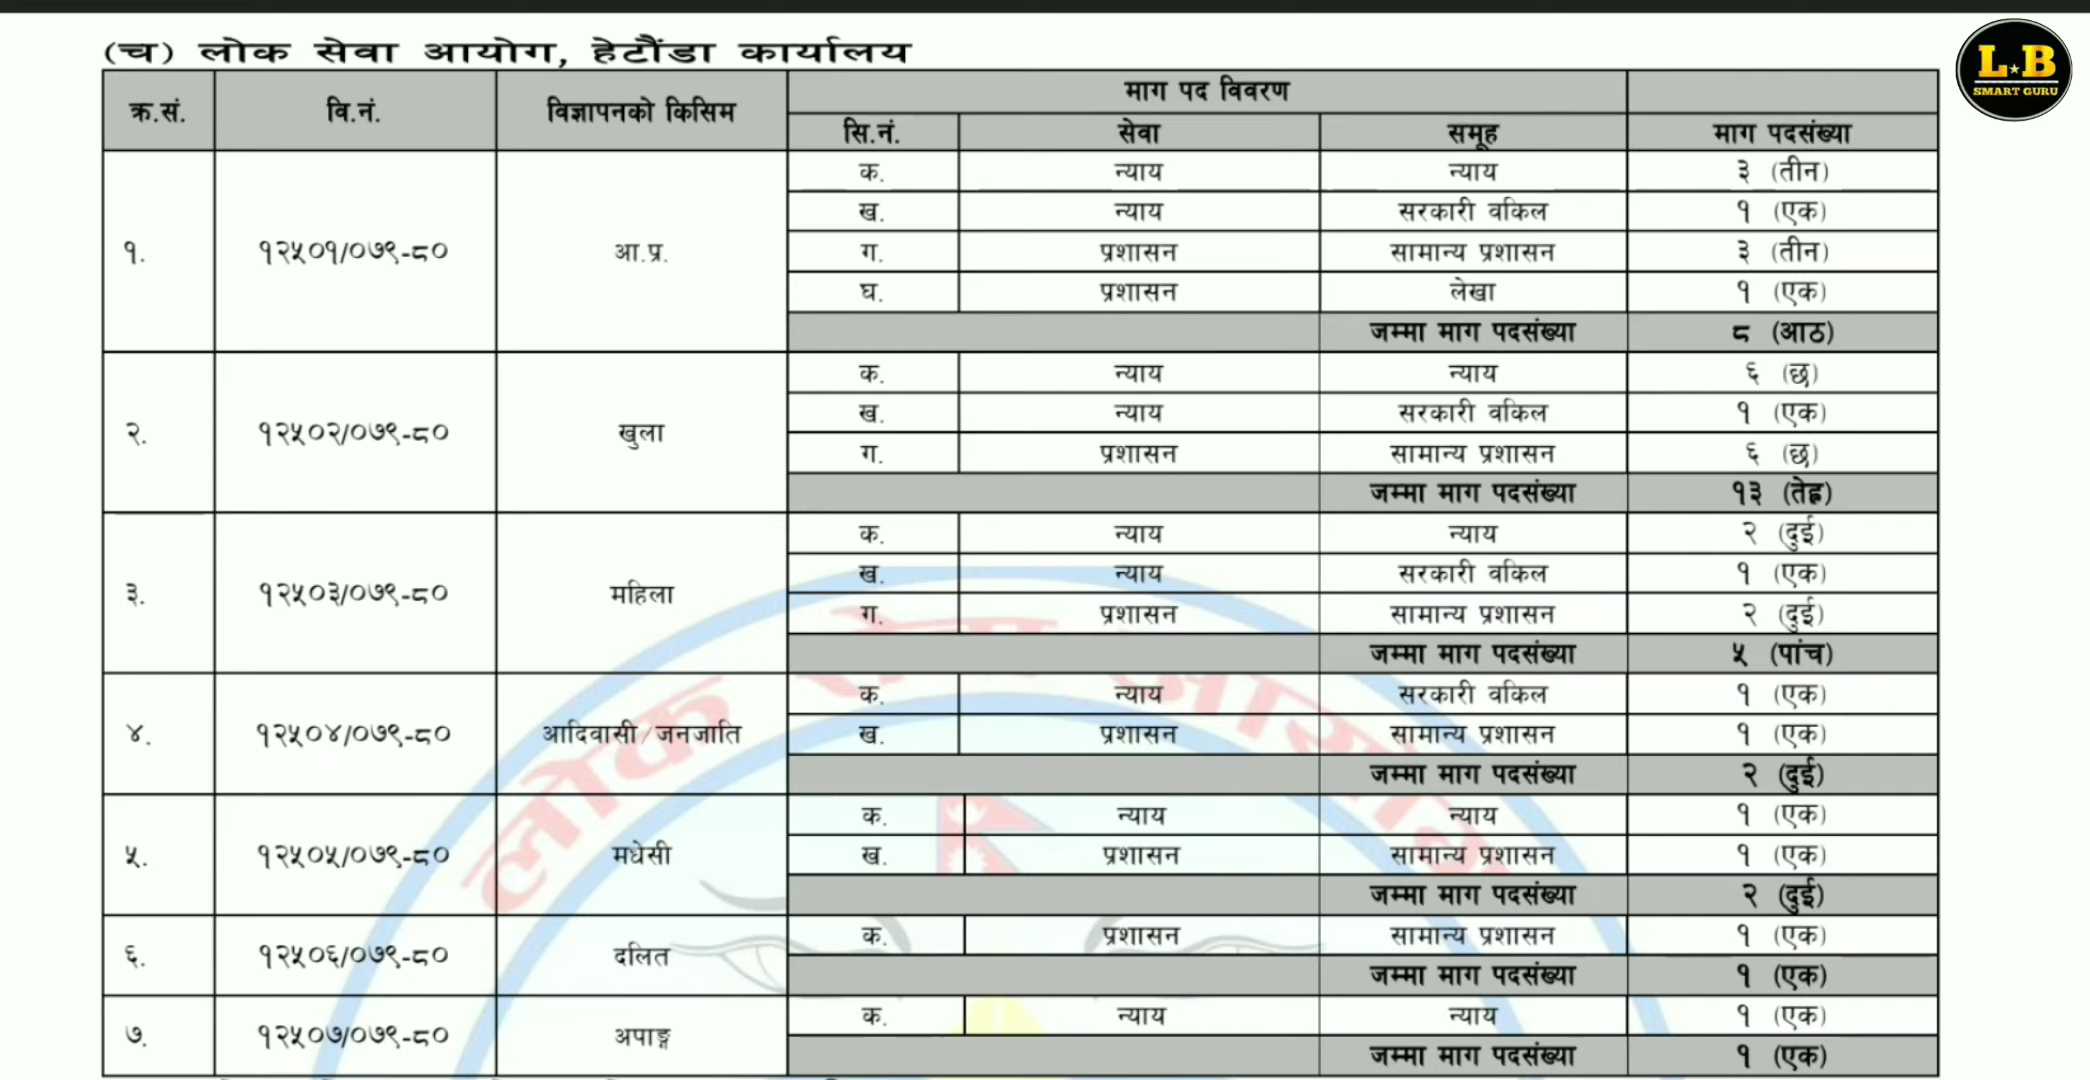 (च) लोक सेवा आयोग, हेटौंडा कार्यालय
L★B
SMART GURU
क्र.सं. वि.नं. विज्ञापनको किसिम माग पद विवरण
सि.नं. सेवा समूह माग पदसंख्या
१. १२५०१/०७९-८० आ.प्र.
क. न्याय न्याय ३ (तीन)
ख. न्याय सरकारी वकिल १ (एक)
ग. प्रशासन सामान्य प्रशासन ३ (तीन)
घ. प्रशासन लेखा १ (एक)
जम्मा माग पदसंख्या ८ (आठ)
२. १२५०२/०७९-८० खुला
क. न्याय न्याय ६ (छ)
ख. न्याय सरकारी वकिल १ (एक)
ग. प्रशासन सामान्य प्रशासन ६ (छ)
जम्मा माग पदसंख्या १३ (तेह्र)
३. १२५०३/०७९-८० महिला
क. न्याय न्याय २ (दुई)
ख. न्याय सरकारी वकिल १ (एक)
ग. प्रशासन सामान्य प्रशासन २ (दुई)
जम्मा माग पदसंख्या ५ (पांच)
४. १२५०४/०७९-८० आदिवासी/जनजाति
क. न्याय सरकारी वकिल १ (एक)
ख. प्रशासन सामान्य प्रशासन १ (एक)
जम्मा माग पदसंख्या २ (दुई)
५. १२५०५/०७९-८० मधेसी
क. न्याय न्याय १ (एक)
ख. प्रशासन सामान्य प्रशासन १ (एक)
जम्मा माग पदसंख्या २ (दुई)
६. १२५०६/०७९-८० दलित
क. प्रशासन सामान्य प्रशासन १ (एक)
जम्मा माग पदसंख्या १ (एक)
७. १२५०७/०७९-८० अपाङ्ग
क. न्याय न्याय १ (एक)
जम्मा माग पदसंख्या १ (एक)
लोक सेवा आयोग